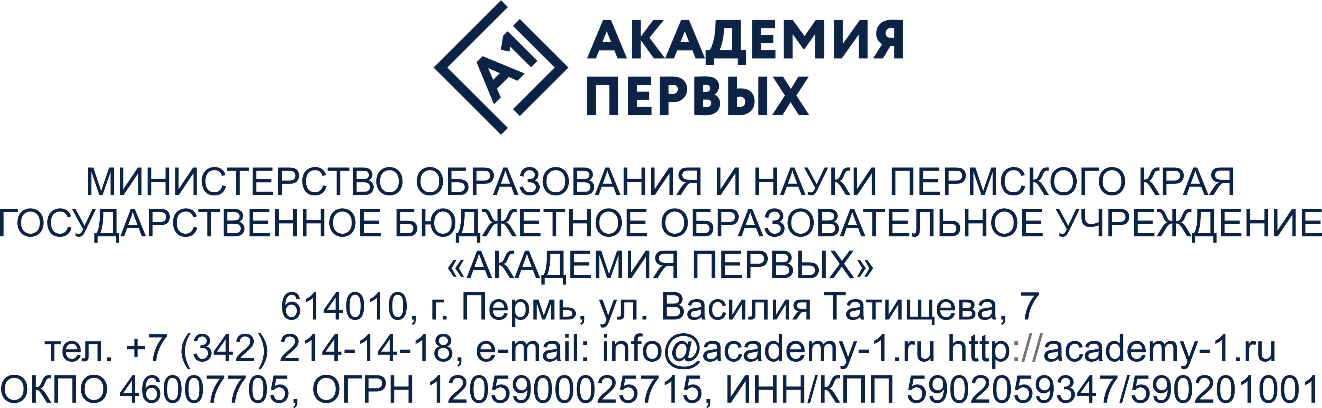 А1 АКАДЕМИЯ
ПЕРВЫХ
МИНИСТЕРСТВО ОБРАЗОВАНИЯ И НАУКИ ПЕРМСКОГО КРАЯ
ГОСУДАРСТВЕННОЕ БЮДЖЕТНОЕ ОБРАЗОВАТЕЛЬНОЕ УЧРЕЖДЕНИЕ
«АКАДЕМИЯ ПЕРВЫХ»
614010, г. Пермь, ул. Василия Татищева, 7
тел. +7 (342) 214-14-18, e-mail: info@academy-1.ru http://academy-1.ru
ОКПО 46007705, ОГРН 1205900025715, ИНН/КПП 5902059347/590201001